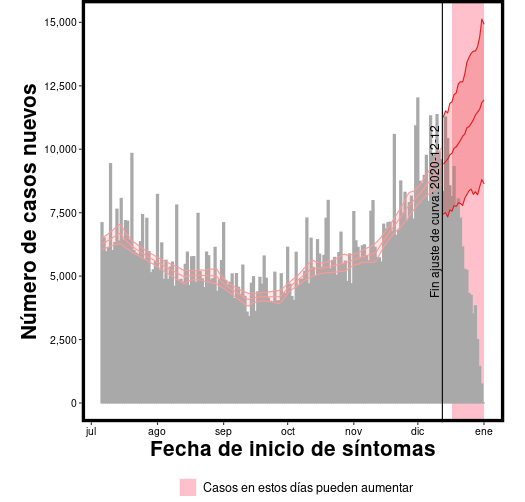 Número de casos nuevos
15,000
12,500
10,000
7,500
5,000
2,500
0
Fin ajuste de curva: 2020-12-12
jul ago sep oct nov dic ene
Fecha de inicio de síntomas
Casos en estos días pueden aumentar